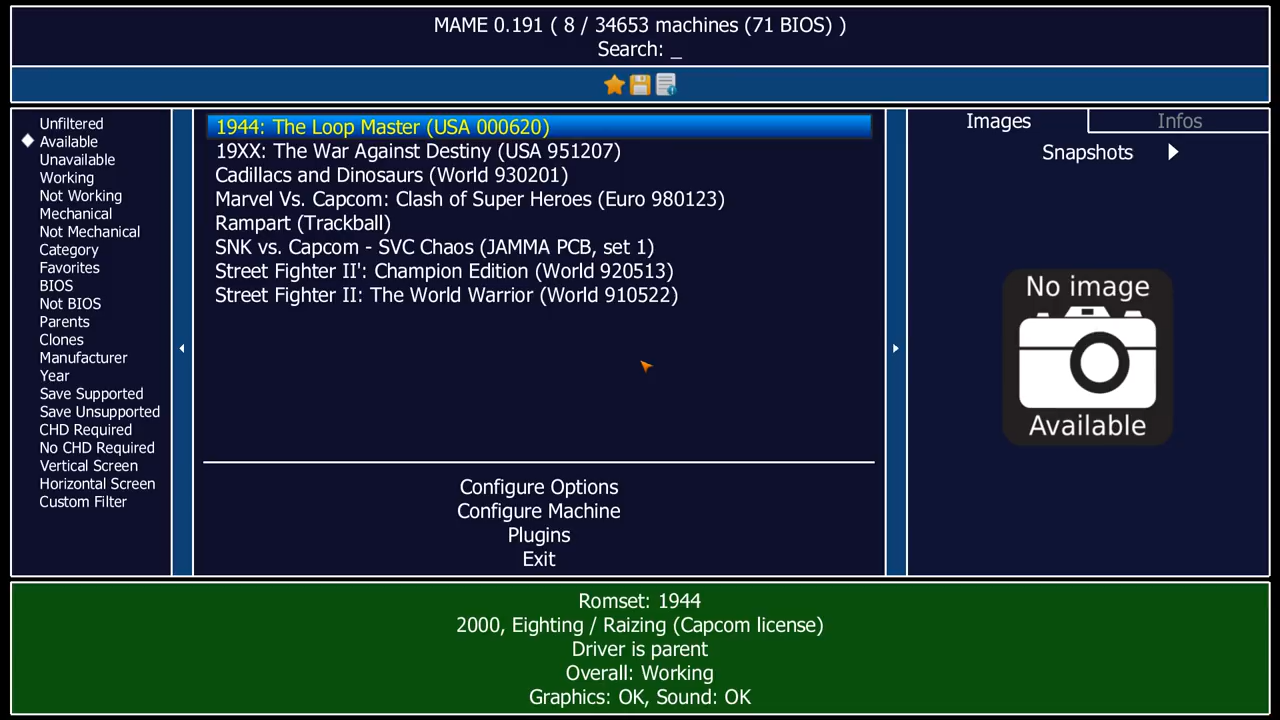 MAME 0.191 ( 8 / 34653 machines (71 BIOS) )
Search: _
Unfiltered
Available
Unavailable
Working
Not Working
Mechanical
Not Mechanical
Category
Favorites
BIOS
Not BIOS
Parents
Clones
Manufacturer
Year
Save Supported
Save Unsupported
CHD Required
No CHD Required
Vertical Screen
Horizontal Screen
Custom Filter
1944: The Loop Master (USA 000620)
19XX: The War Against Destiny (USA 951207)
Cadillacs and Dinosaurs (World 930201)
Marvel Vs. Capcom: Clash of Super Heroes (Euro 980123)
Rampart (Trackball)
SNK vs. Capcom - SVC Chaos (JAMMA PCB, set 1)
Street Fighter II': Champion Edition (World 920513)
Street Fighter II: The World Warrior (World 910522)
Configure Options
Configure Machine
Plugins
Exit
Images
Infos
Snapshots
No image
Available
Romset: 1944
2000, Eighting / Raizing (Capcom license)
Driver is parent
Overall: Working
Graphics: OK, Sound: OK